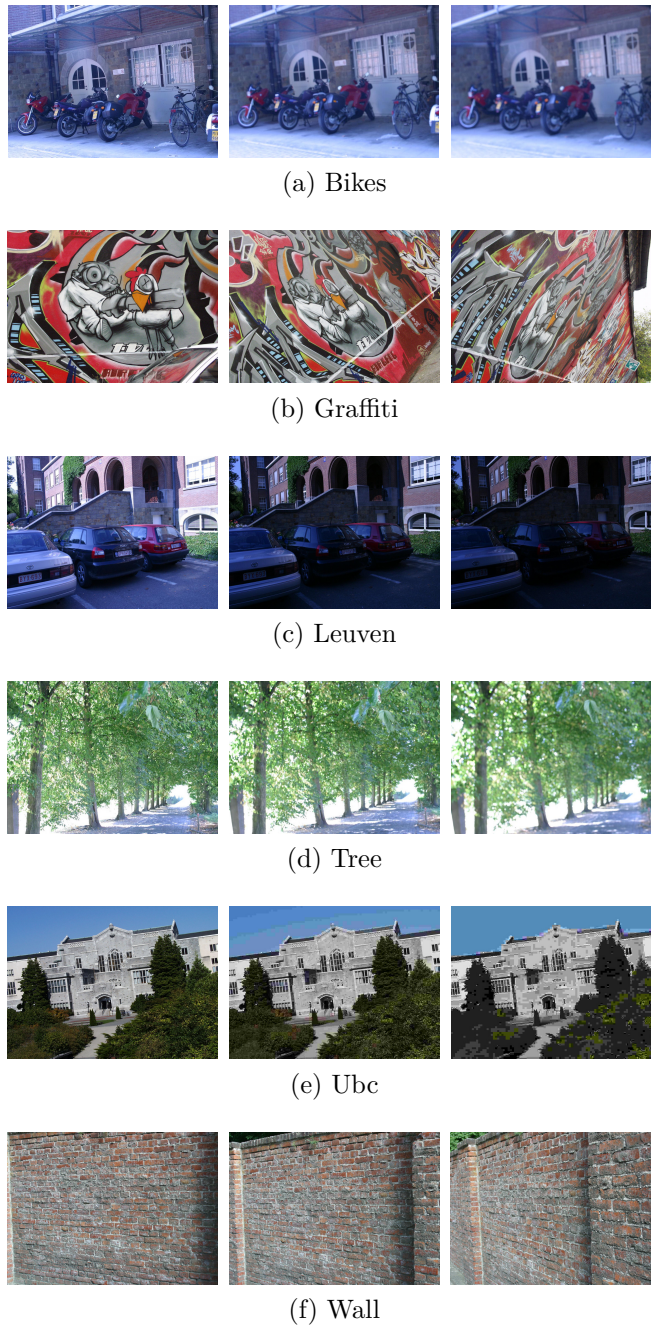 (a) Bikes
(b) Graffiti
(c) Leuven
(d) Tree
(e) Ubc
(f) Wall